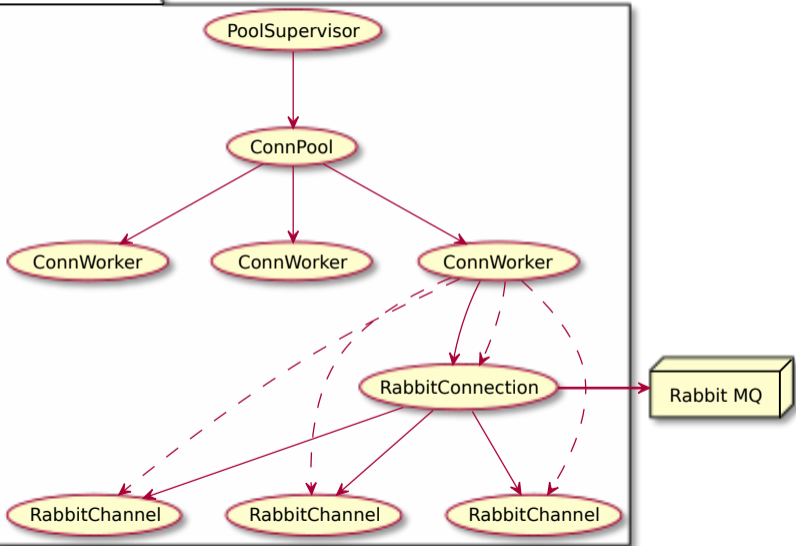 PoolSupervisor
ConnPool
ConnWorker
ConnWorker
ConnWorker
RabbitConnection
Rabbit MQ
RabbitChannel
RabbitChannel
RabbitChannel